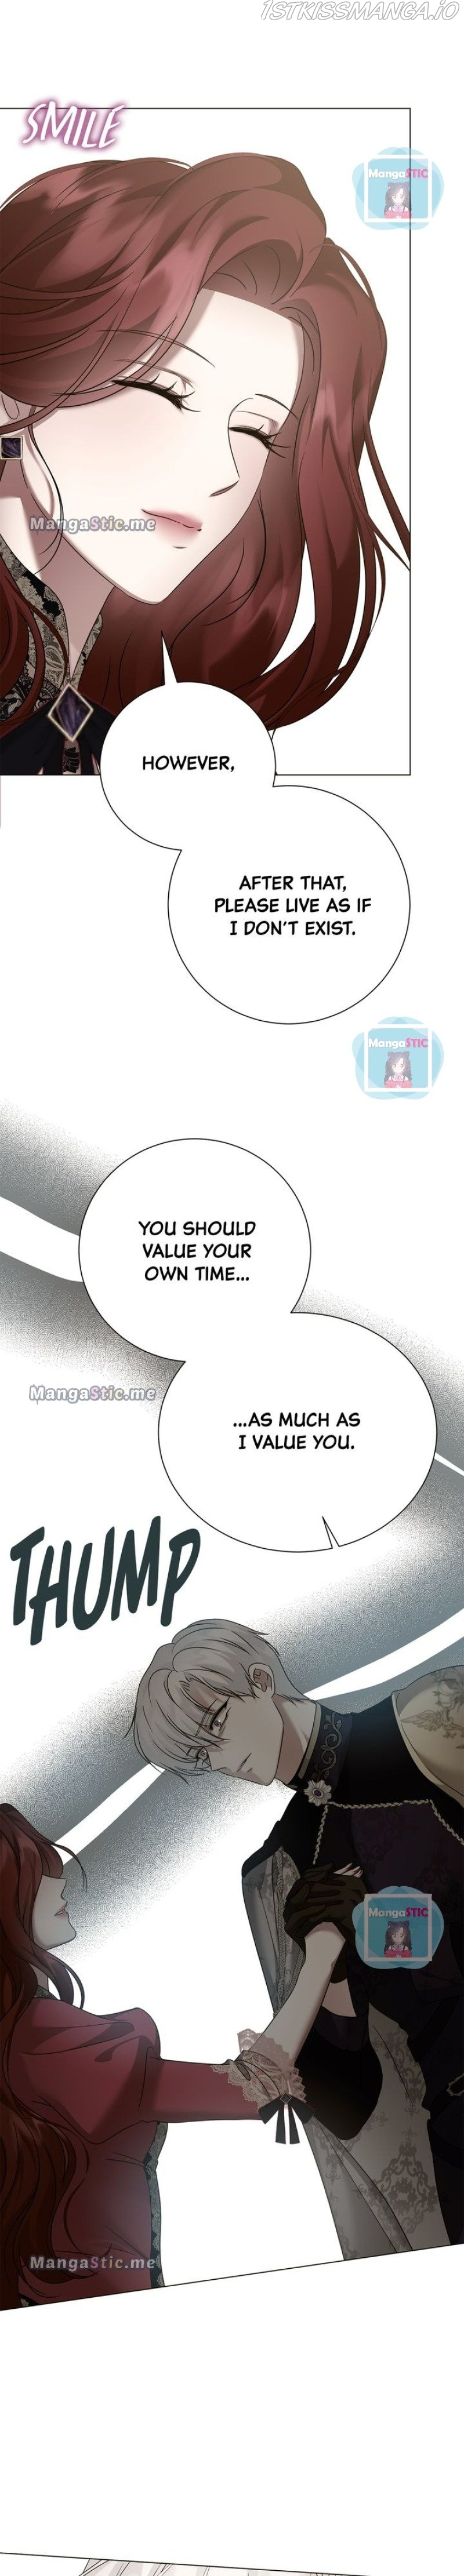 1STKISSMANGA.iO
SMILE
MangaSTIC
MangaStic.me
HOWEVER,
AFTER THAT,
PLEASE LIVE AS IF
I DON'T EXIST.
MangaSTIC
YOU SHOULD
VALUE YOUR
OWN TIME...
MangaStic.me
...AS MUCH AS
I VALUE YOU.
THUMP
MangaSTIC
MangaStic.me